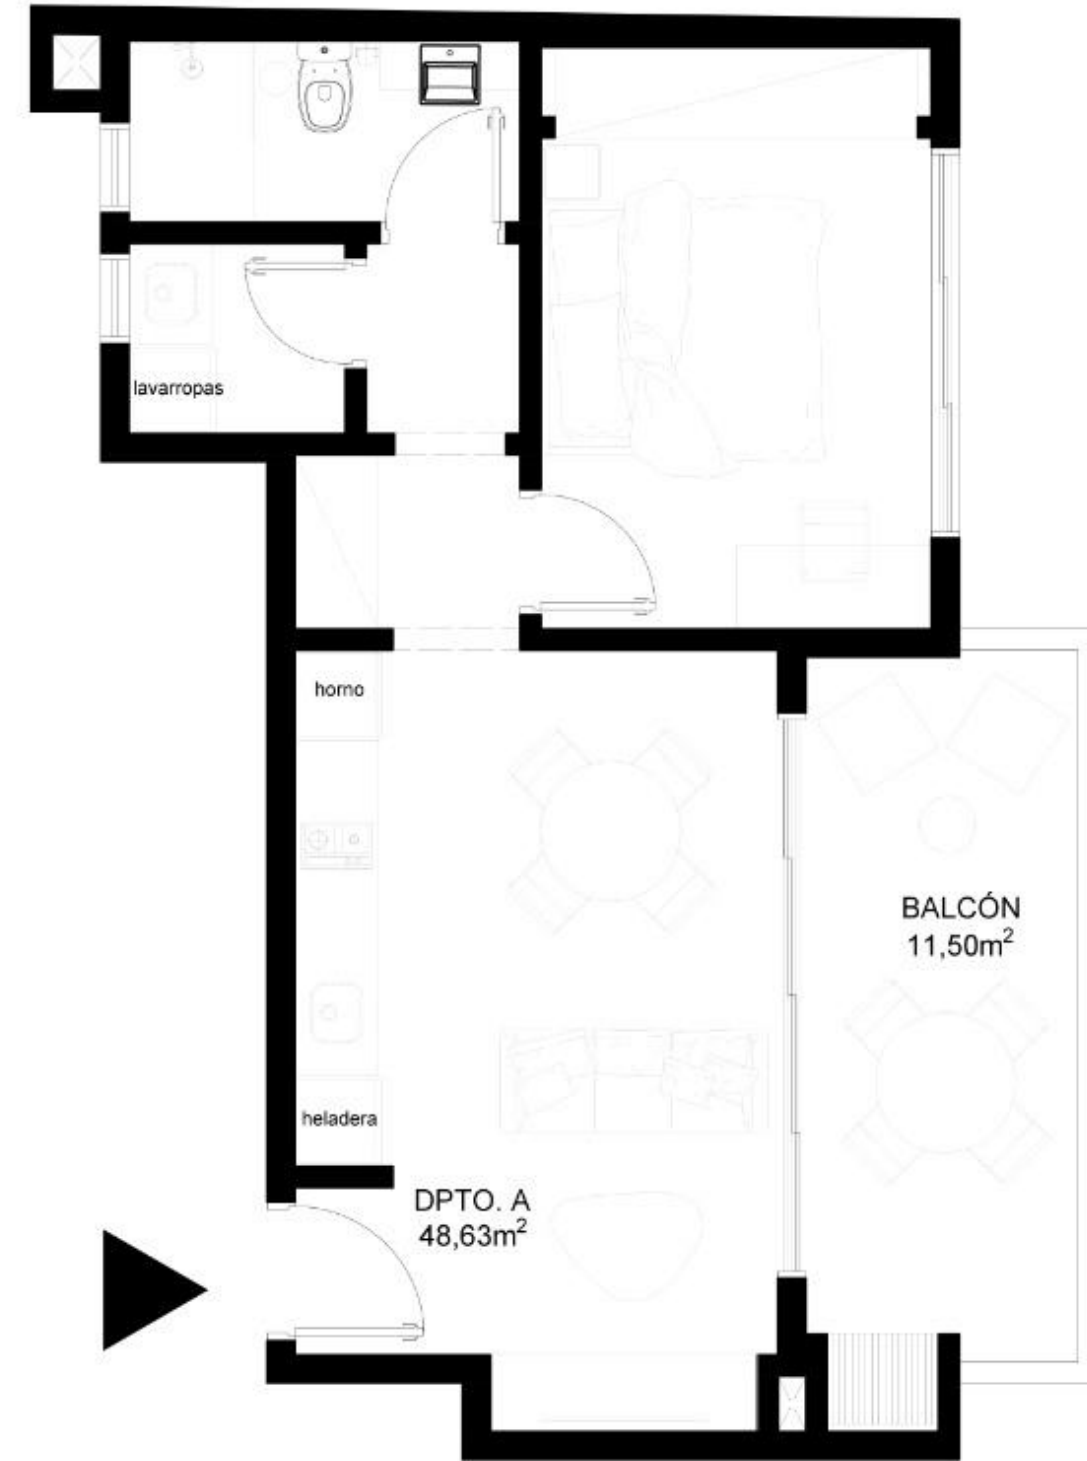 lavarropas
horno
BALCÓN
11,50m²
heladera
DPTO. A
48,63m²